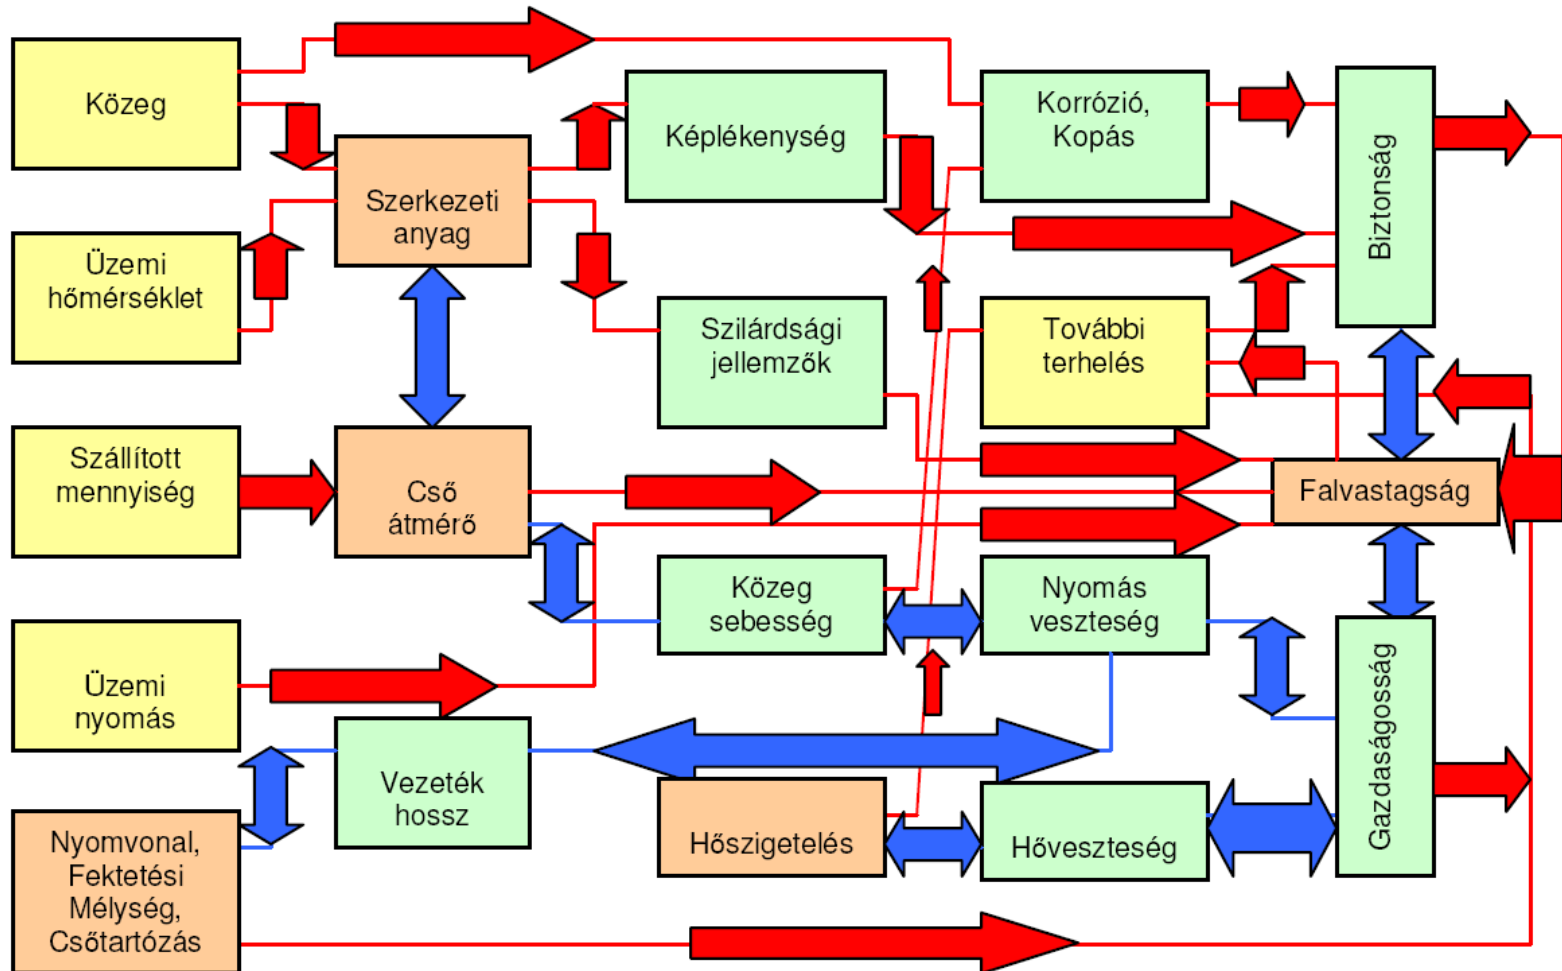 Közeg
Üzemi
hőmérséklet
Szállított
mennyiség
Üzemi
nyomás
Nyomvonal,
Fektetési
Mélység,
Csőtartózás
Szerkezeti
anyag
Cső
átmérő
Vezeték
hossz
Képlékenység
Szilárdsági
jellemzők
Közeg
sebesség
Hőszigetelés
Korrózió,
Kopás
További
terhelés
Nyomás
veszteség
Hőveszteség
Biztonság
Falvastagság
Gazdaságosság